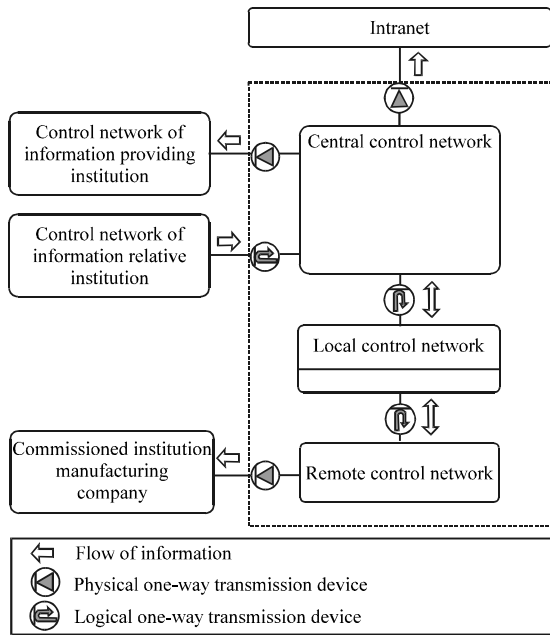 Intranet
Control network of
information providing
institution
Central control network
Control network of
information relative
institution
Local control network
Commissioned institution
manufacturing
company
Remote control network
Flow of information
Physical one-way transmission device
Logical one-way transmission device